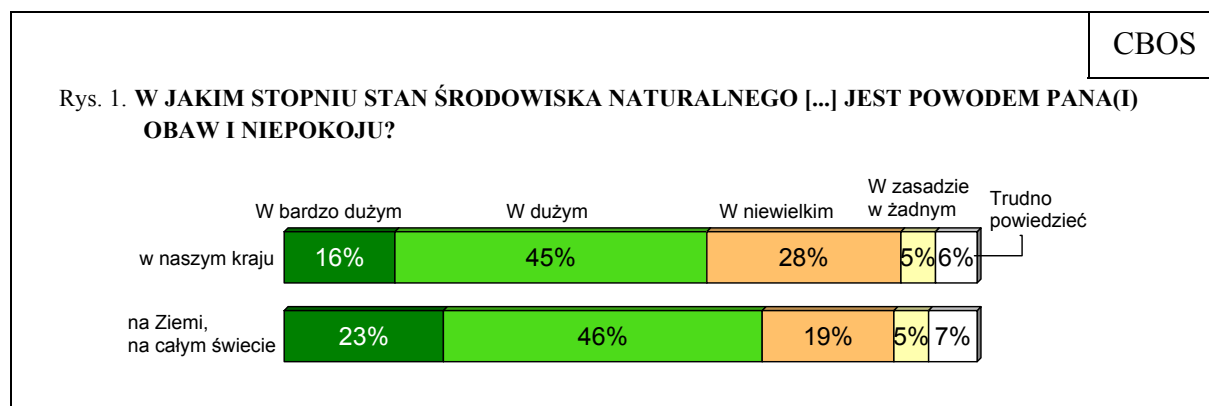 CBOS
Rys. 1. W JAKIM STOPNIU STAN ŚRODOWISKA NATURALNEGO [...] JEST POWODEM PANA(I)
OBAW I NIEPOKOJU?
W bardzo dużym W dużym W niewielkim W zasadzie
w żadnym Trudno
powiedzieć
w naszym kraju 16% 45% 28% 5% 6%
na Ziemi,
na całym świecie 23% 46% 19% 5% 7%